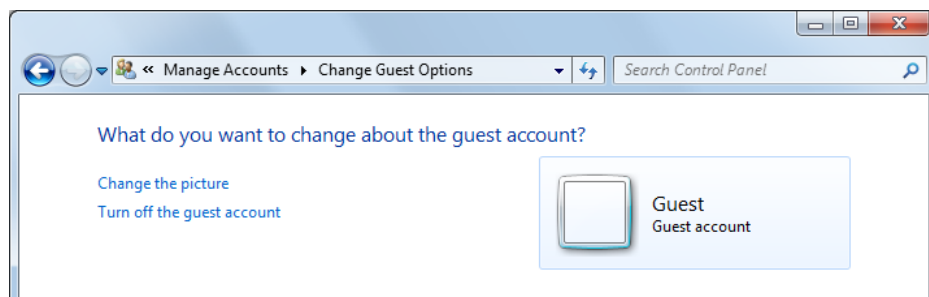 « Manage Accounts ▸ Change Guest Options
Search Control Panel
What do you want to change about the guest account?
Change the picture
Turn off the guest account
Guest
Guest account